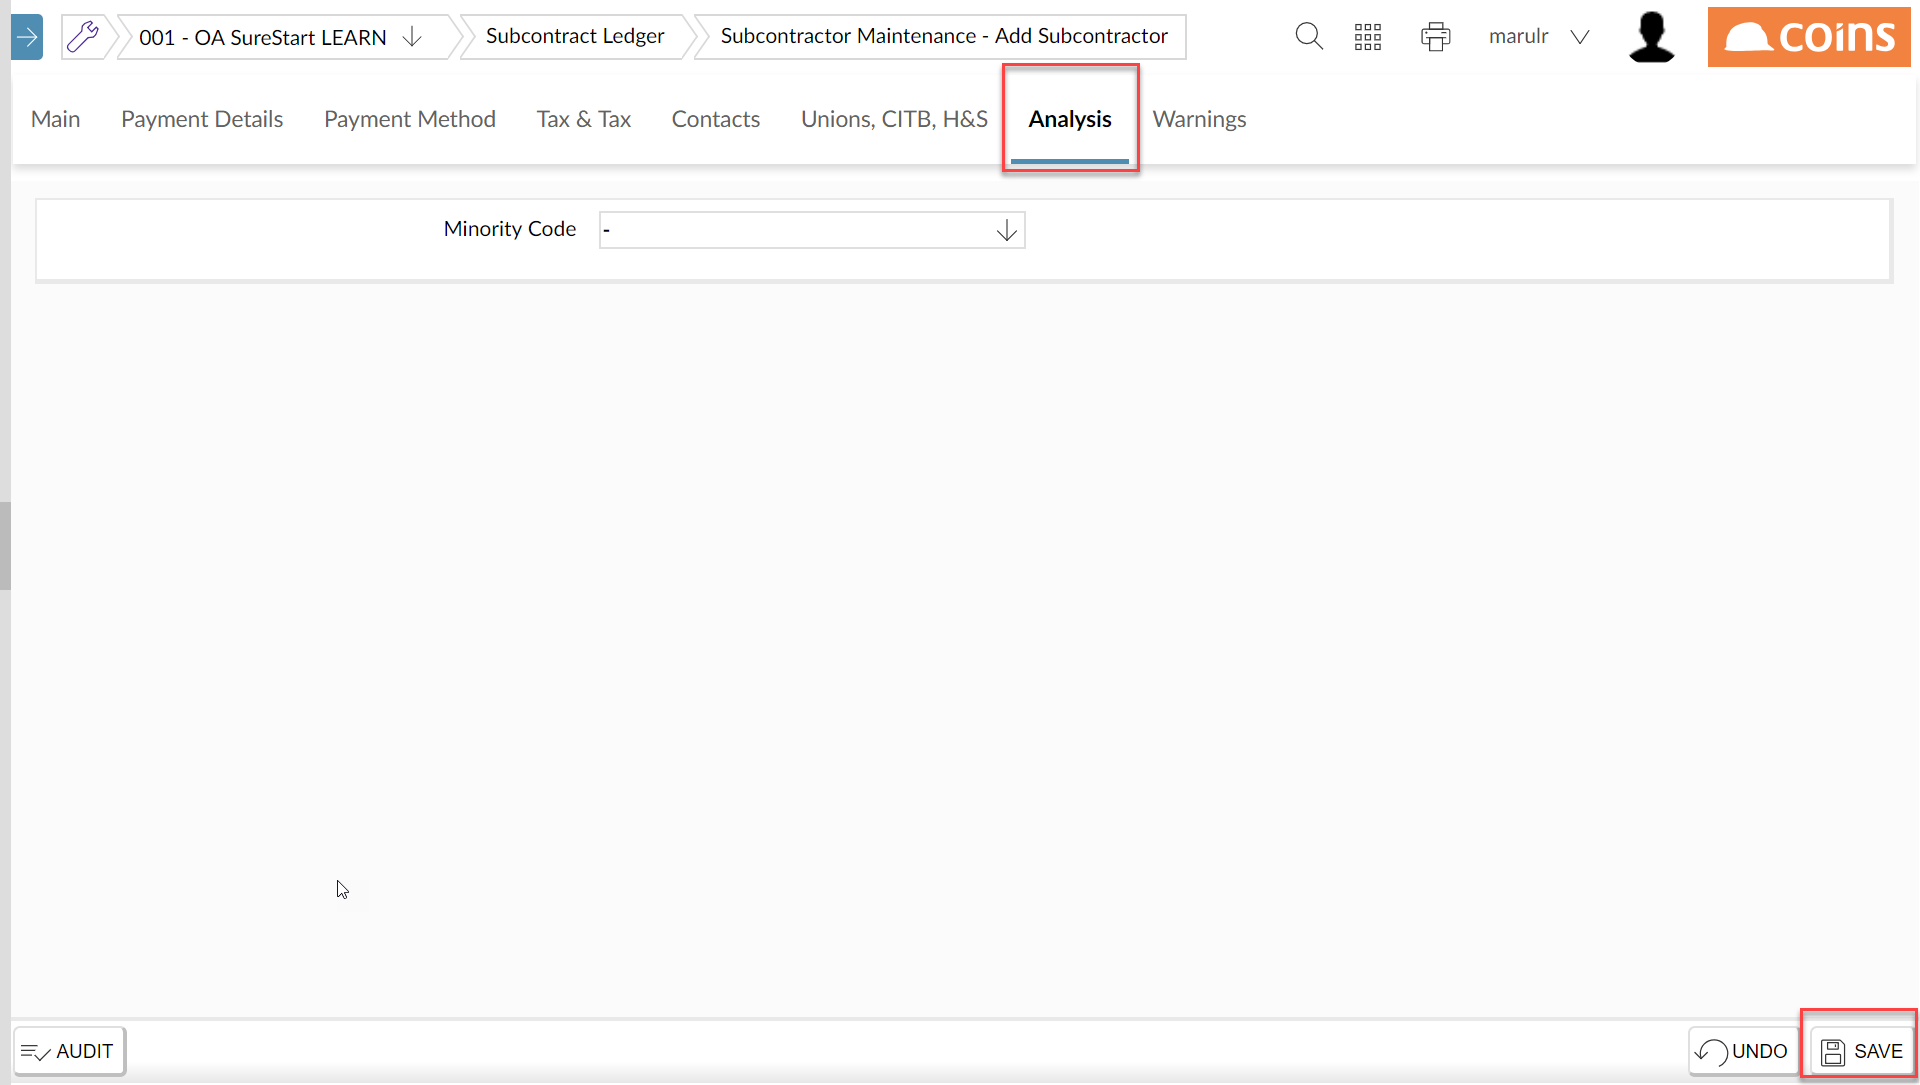 001 - OA SureStart LEARN
Subcontract Ledger
Subcontractor Maintenance - Add Subcontractor
marulr
coins
Main
Payment Details
Payment Method
Tax & Tax
Contacts
Unions, CITB, H&S
Analysis
Warnings
Minority Code
-
AUDIT
UNDO
SAVE